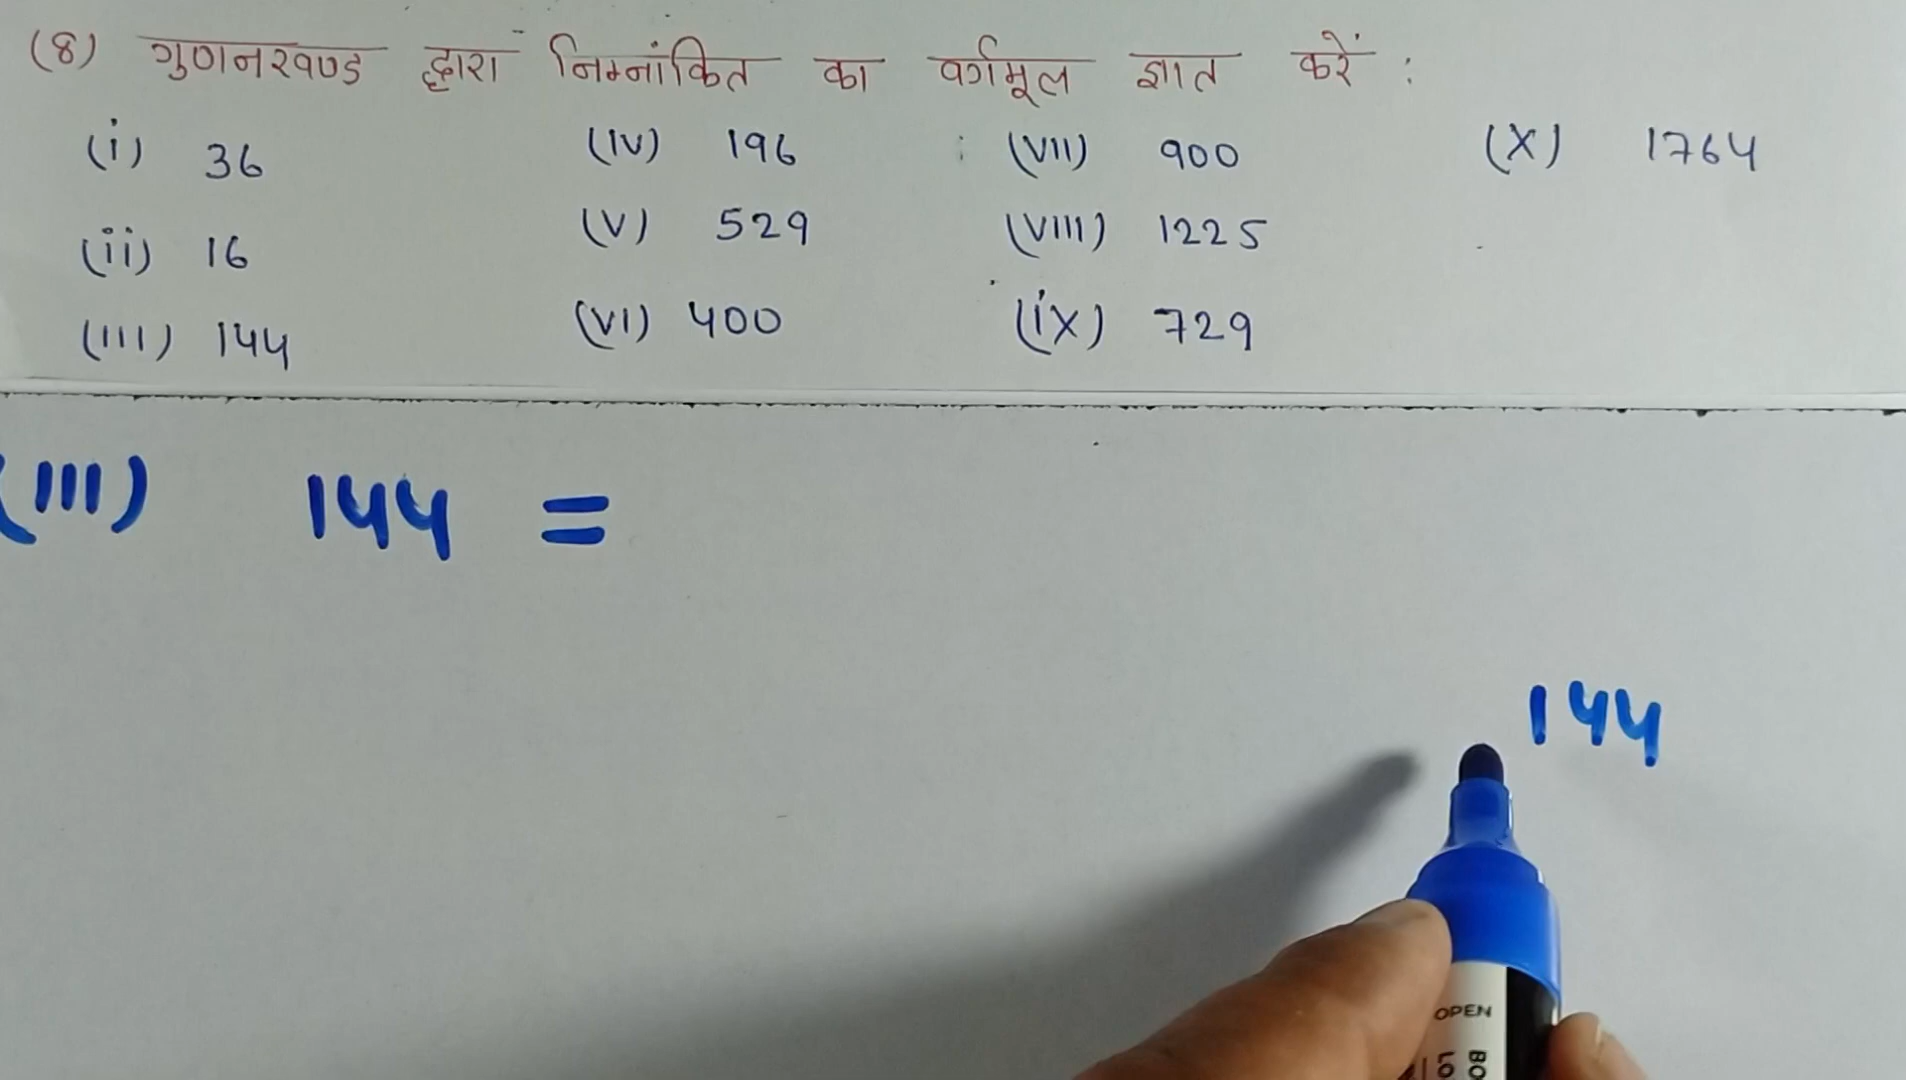 (8) गुणनखण्ड द्वारा निम्नांकित का वर्गमूल ज्ञात करें :
(i) 36 (IV) 196 (VII) 900 (X) 1764
(ii) 16 (V) 529 (VIII) 1225
(III) 144 (VI) 400 (ix) 729
(III) 144 =
144
OPEN